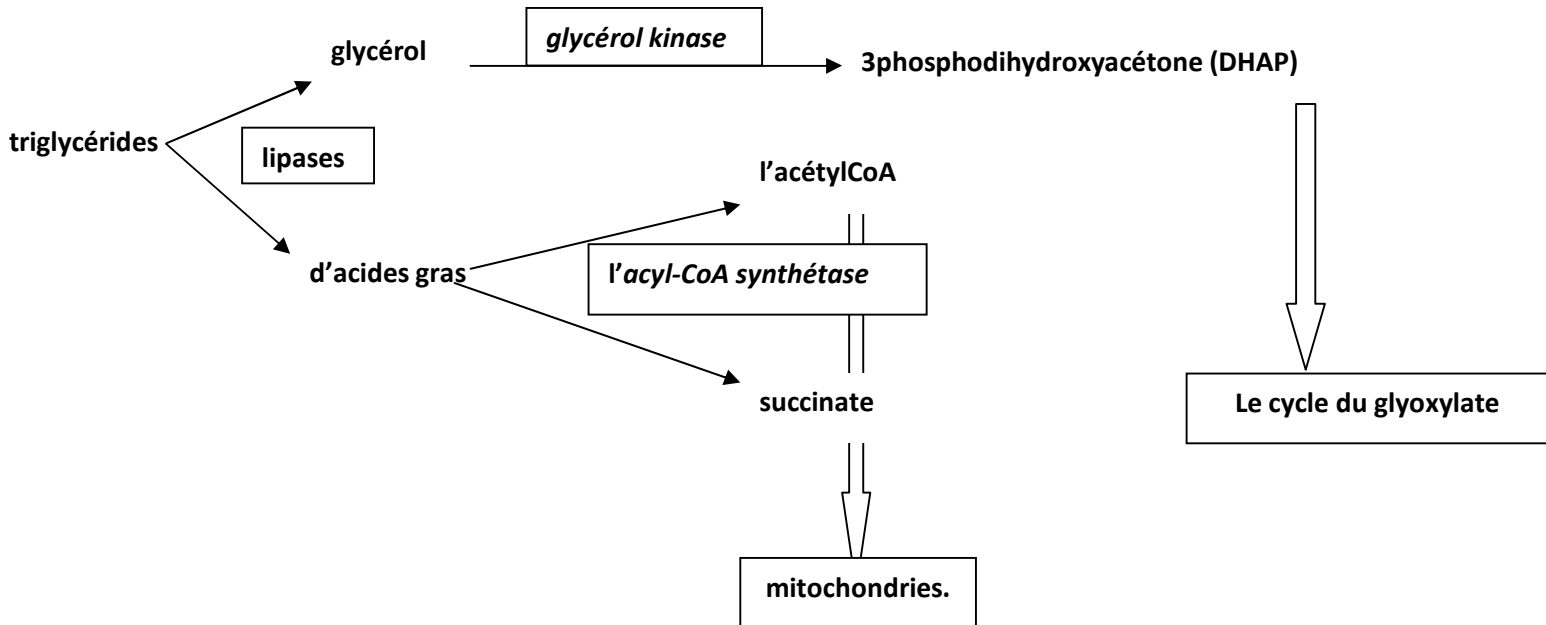 glycérol
glycérol kinase
3phosphodihydroxyacétone (DHAP)
triglycérides
lipases
l’acétylCoA
d’acides gras
l’acyl-CoA synthétase
succinate
Le cycle du glyoxylate
mitochondries.